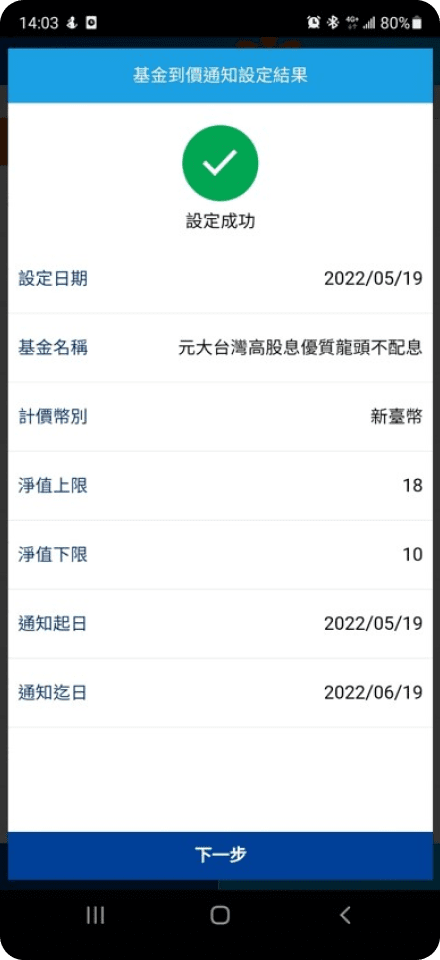 14:03 4G+ 80%
基金到價通知設定結果
設定成功
設定日期 2022/05/19
基金名稱 元大台灣高股息優質龍頭不配息
計價幣別 新臺幣
淨值上限 18
淨值下限 10
通知起日 2022/05/19
通知迄日 2022/06/19
下一步